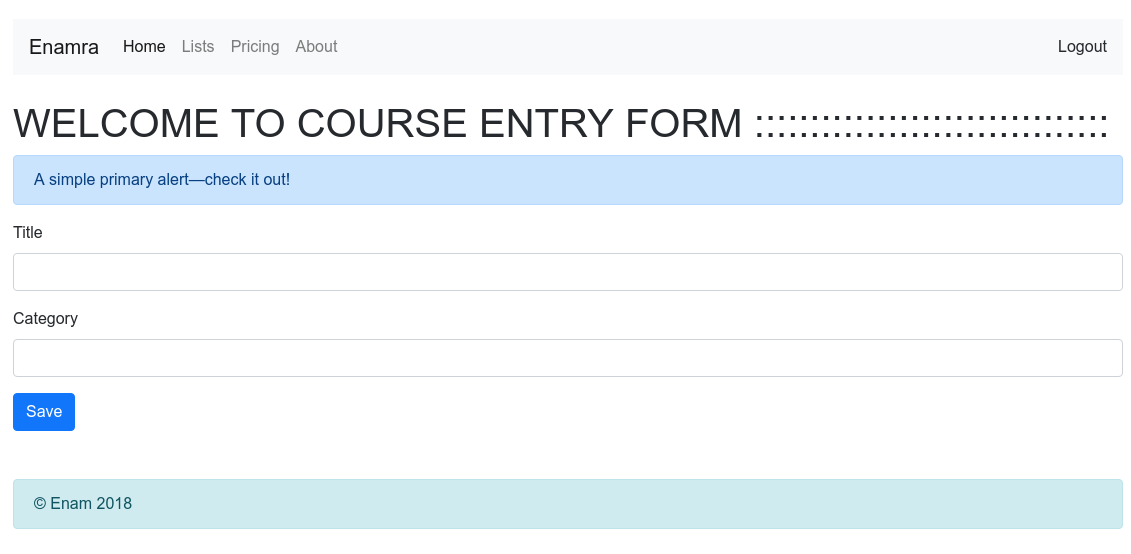 Enamra Home Lists Pricing About Logout
WELCOME TO COURSE ENTRY FORM ::::::::::::::::::::::::::::::::
A simple primary alert—check it out!
Title
Category
Save
© Enam 2018